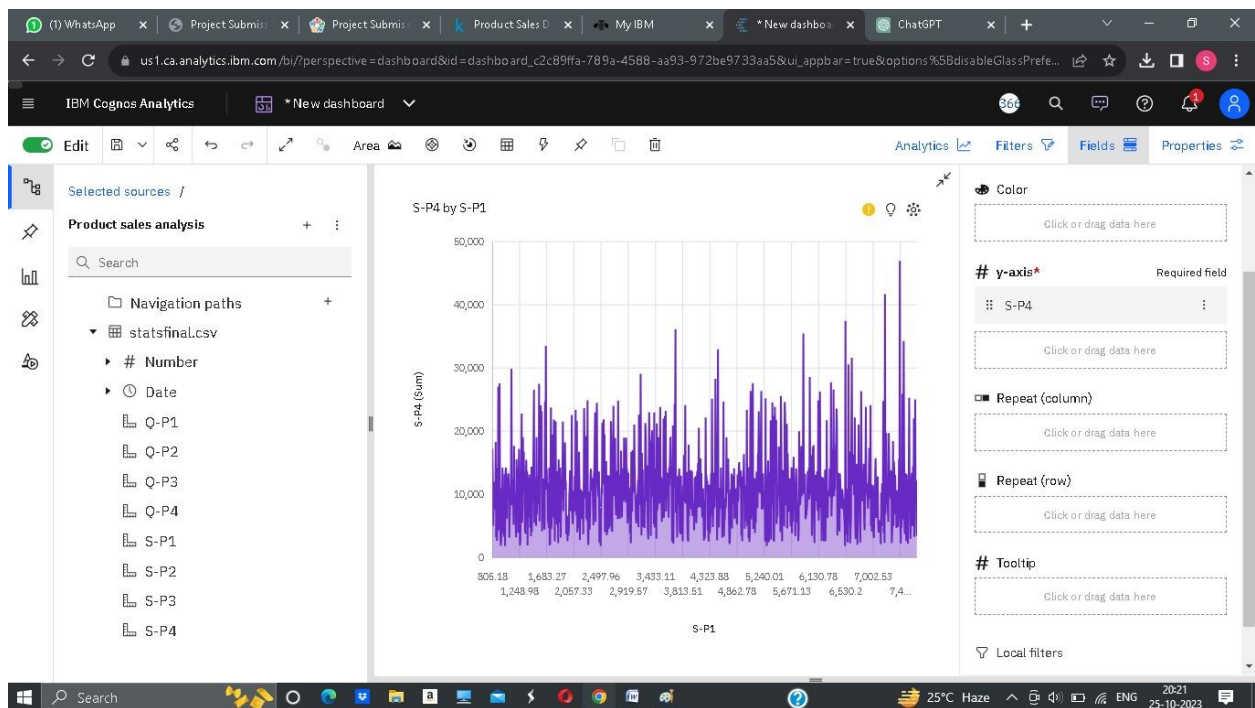 (1) WhatsApp
Project Submis:
Project Submis:
Product Sales D
My IBM
* New dashboa
ChatGPT
us1.ca.analytics.ibm.com/bi/?perspective=dashboard&id=dashboard_c2c89ffa-789a-4588-aa93-972be9733aa5&ui_appbar=true&options%5BdisableGlassPrefe...
S
IBM Cognos Analytics
* New dashboard
366
1
Edit
Area
Analytics
Filters
Fields
Properties
Selected sources /
Product sales analysis
Search
Navigation paths
statsfinal.csv
# Number
Date
Q-P1
Q-P2
Q-P3
Q-P4
S-P1
S-P2
S-P3
S-P4
S-P4 by S-P1
50,000
40,000
30,000
20,000
10,000
0
S-P4 (Sum)
805.18 1,683.27 2,497.96 3,433.11 4,323.88 5,240.01 6,130.78 7,002.53
1,248.98 2,057.33 2,919.57 3,813.51 4,862.78 5,671.13 6,530.2 7,4...
S-P1
Color
Click or drag data here
# y-axis* Required field
S-P4
Click or drag data here
Repeat (column)
Click or drag data here
Repeat (row)
Click or drag data here
# Tooltip
Click or drag data here
Local filters
Search
25°C Haze
ENG
20:21
25-10-2023